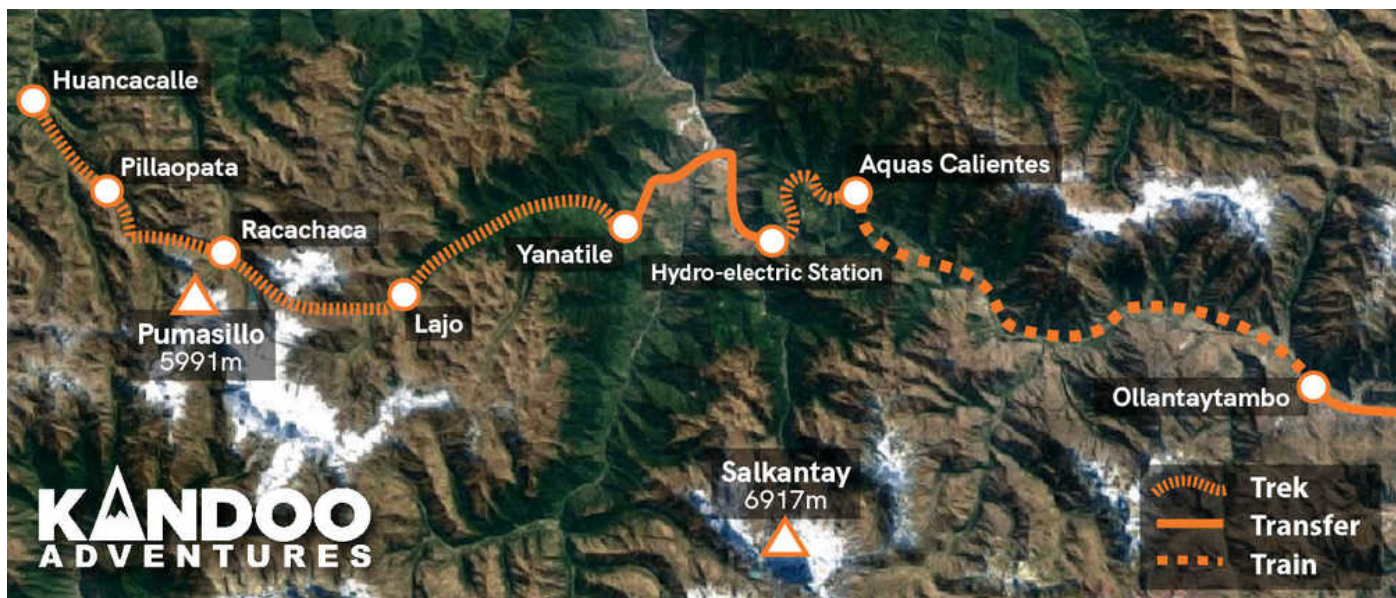 Huancacalle
Pillaopata
Racachaca
Pumasillo
5991m
Lajo
Yanatile
Aquas Calientes
Hydro-electric Station
Ollantaytambo
Salkantay
6917m
KANDOO
ADVENTURES
Trek
Transfer
Train